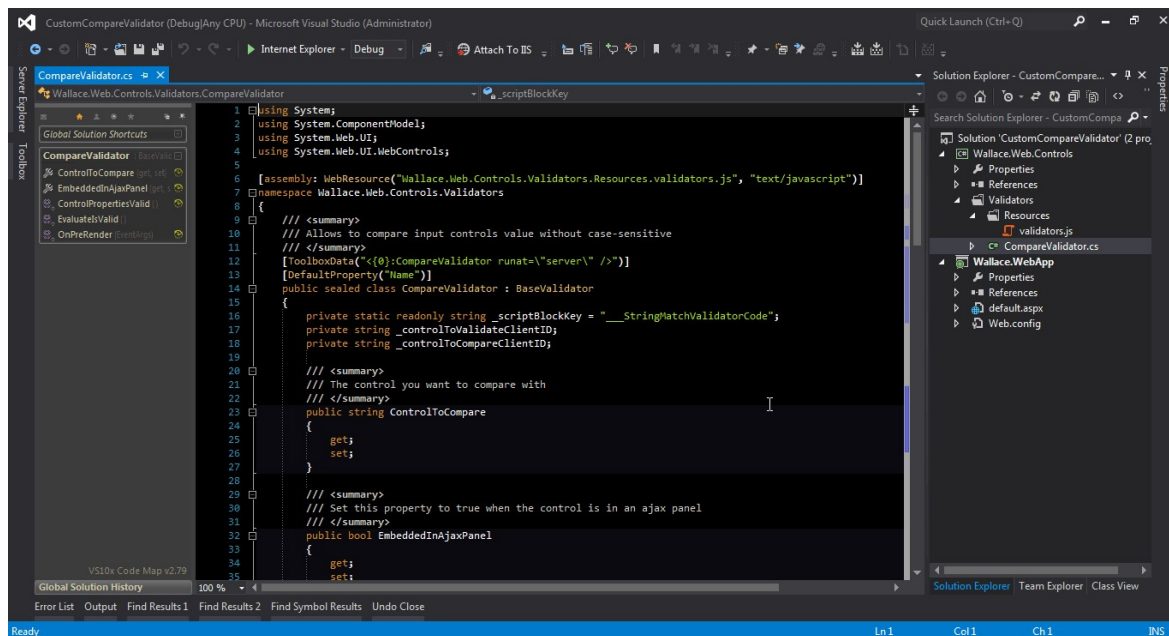 CustomCompareValidator (Debug|Any CPU) - Microsoft Visual Studio (Administrator)
Quick Launch (Ctrl+Q)
Internet Explorer
Debug
Attach To IIS
Server Explorer
Toolbox
CompareValidator.cs
Wallace.Web.Controls.Validators.CompareValidator
_scriptBlockKey
Global Solution Shortcuts
CompareValidator : BaseValid
ControlToCompare (get, set)
EmbeddedInAjaxPanel (get, s
ControlPropertiesValid ()
EvaluateIsValid ()
OnPreRender (EventArgs)
VS10x Code Map v2.79
Global Solution History
1 using System;
2 using System.ComponentModel;
3 using System.Web.UI;
4 using System.Web.UI.WebControls;
5
6 [assembly: WebResource("Wallace.Web.Controls.Validators.Resources.validators.js", "text/javascript")]
7 namespace Wallace.Web.Controls.Validators
8 {
9 /// <summary>
10 /// Allows to compare input controls value without case-sensitive
11 /// </summary>
12 [ToolboxData("<{0}:CompareValidator runat=\"server\" />")]
13 [DefaultProperty("Name")]
14 public sealed class CompareValidator : BaseValidator
15 {
16 private static readonly string _scriptBlockKey = "___StringMatchValidatorCode";
17 private string _controlToValidateClientID;
18 private string _controlToCompareClientID;
19
20 /// <summary>
21 /// The control you want to compare with
22 /// </summary>
23 public string ControlToCompare
24 {
25 get;
26 set;
27 }
28
29 /// <summary>
30 /// Set this property to true when the control is in an ajax panel
31 /// </summary>
32 public bool EmbeddedInAjaxPanel
33 {
34 get;
35 set;
100 %
Solution Explorer - CustomCompare...
Search Solution Explorer - CustomCompa
Solution 'CustomCompareValidator' (2 proj
Wallace.Web.Controls
Properties
References
Validators
Resources
validators.js
CompareValidator.cs
Wallace.WebApp
Properties
References
default.aspx
Web.config
Solution Explorer Team Explorer Class View
Properties
Error List Output Find Results 1 Find Results 2 Find Symbol Results Undo Close
Ready Ln 1 Col 1 Ch 1 INS